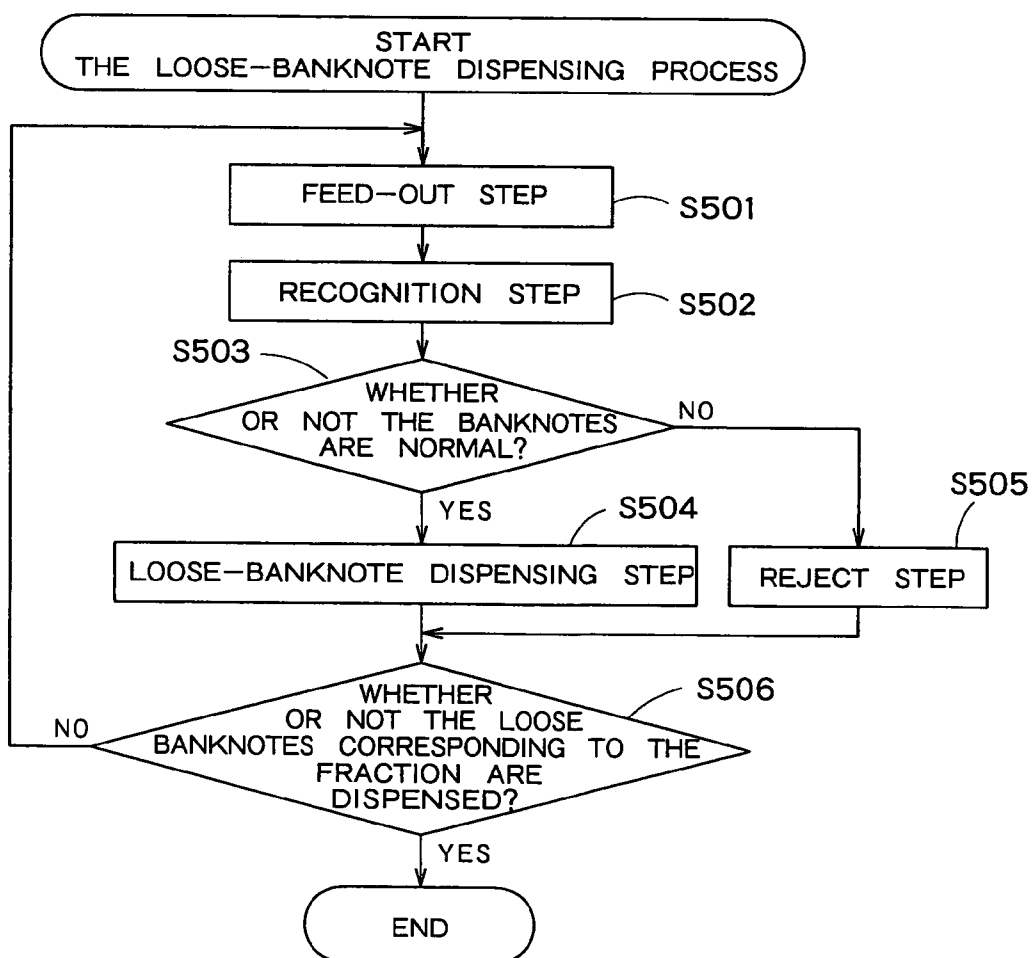 START
THE LOOSE-BANKNOTE DISPENSING PROCESS
FEED-OUT STEP
S501
RECOGNITION STEP
S502
S503
WHETHER
OR NOT THE BANKNOTES
ARE NORMAL?
NO
YES
S504
S505
LOOSE-BANKNOTE DISPENSING STEP
REJECT STEP
S506
WHETHER
OR NOT THE LOOSE
BANKNOTES CORRESPONDING TO THE
FRACTION ARE
DISPENSED?
NO
YES
END